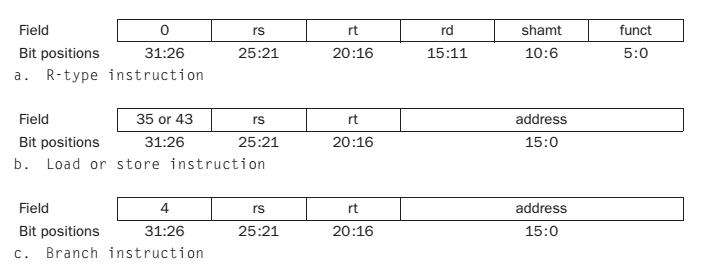 Field 0 rs rt rd shamt funct
Bit positions 31:26 25:21 20:16 15:11 10:6 5:0
a. R-type instruction
Field 35 or 43 rs rt address
Bit positions 31:26 25:21 20:16 15:0
b. Load or store instruction
Field 4 rs rt address
Bit positions 31:26 25:21 20:16 15:0
c. Branch instruction